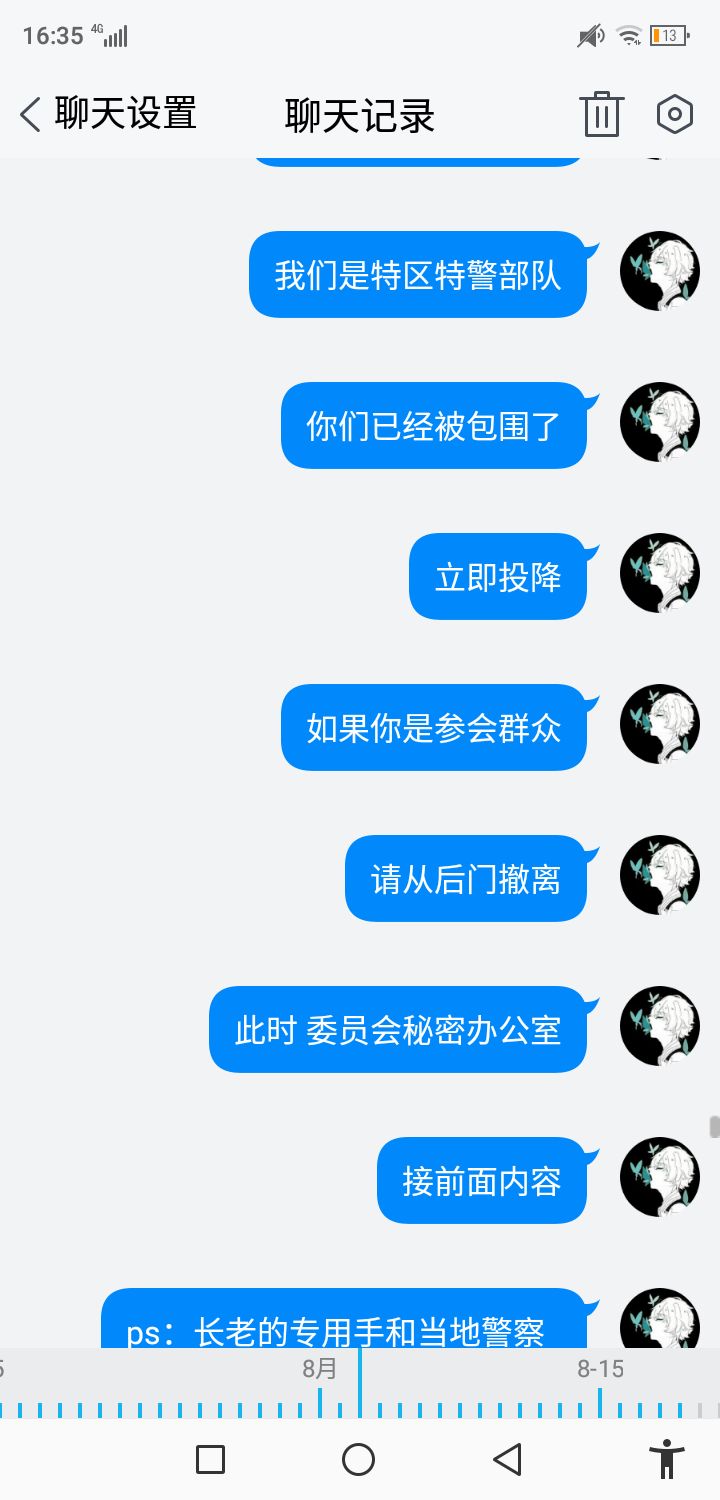 16:35 4G 13
聊天设置 聊天记录
我们是特区特警部队
你们已经被包围了
立即投降
如果你是参会群众
请从后门撤离
此时 委员会秘密办公室
接前面内容
ps：长老的专用手和当地警察
5 8月 8-15